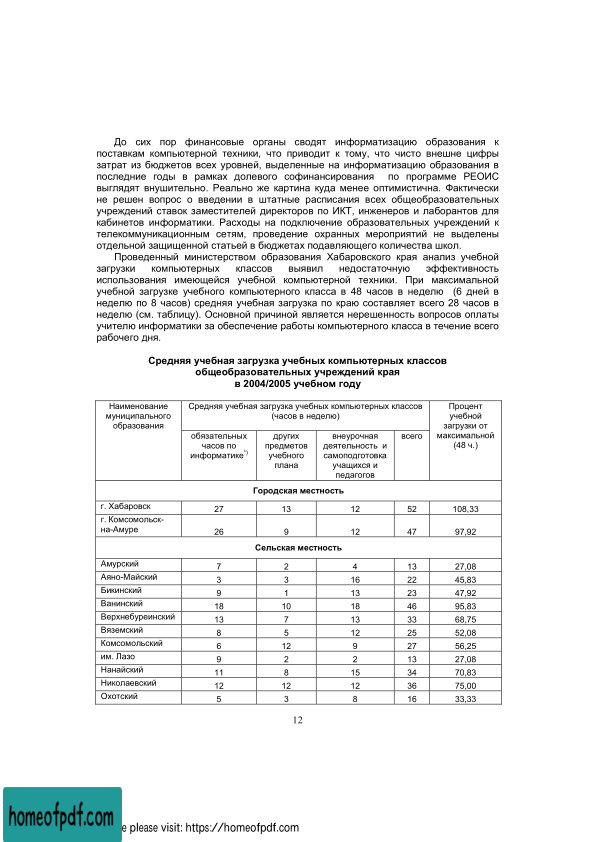 До сих пор финансовые органы сводят информатизацию образования к
поставкам компьютерной техники, что приводит к тому, что чисто внешне цифры
затрат из бюджетов всех уровней, выделенные на информатизацию образования в
последние годы в рамках долевого софинансирования по программе РЕОИС
выглядят внушительно. Реально же картина куда менее оптимистична. Фактически
не решен вопрос о введении в штатные расписания всех общеобразовательных
учреждений ставок заместителей директоров по ИКТ, инженеров и лаборантов для
кабинетов информатики. Расходы на подключение образовательных учреждений к
телекоммуникационным сетям, проведение охранных мероприятий не выделены
отдельной защищенной статьей в бюджетах подавляющего количества школ.
Проведенный министерством образования Хабаровского края анализ учебной
загрузки компьютерных классов выявил недостаточную эффективность
использования имеющейся учебной компьютерной техники. При максимальной
учебной загрузке учебного компьютерного класса в 48 часов в неделю (6 дней в
неделю по 8 часов) средняя учебная загрузка по краю составляет всего 28 часов в
неделю (см. таблицу). Основной причиной является нерешенность вопросов оплаты
учителю информатики за обеспечение работы компьютерного класса в течение всего
рабочего дня.
Средняя учебная загрузка учебных компьютерных классов
общеобразовательных учреждений края
в 2004/2005 учебном году
Наименование
муниципального
образования
Средняя учебная загрузка учебных компьютерных классов
(часов в неделю)
Процент
учебной
загрузки от
максимальной
(48 ч.)
обязательных
часов по
информатике*)
других
предметов
учебного
плана
внеурочная
деятельность и
самоподготовка
учащихся и
педагогов
всего
Городская местность
г. Хабаровск 27 13 12 52 108,33
г. Комсомольск-
на-Амуре 26 9 12 47 97,92
Сельская местность
Амурский 7 2 4 13 27,08
Аяно-Майский 3 3 16 22 45,83
Бикинский 9 1 13 23 47,92
Ванинский 18 10 18 46 95,83
Верхнебуреинский 13 7 13 33 68,75
Вяземский 8 5 12 25 52,08
Комсомольский 6 12 9 27 56,25
им. Лазо 9 2 2 13 27,08
Нанайский 11 8 15 34 70,83
Николаевский 12 12 12 36 75,00
Охотский 5 3 8 16 33,33
12
homeofpdf.com
e please visit: https://homeofpdf.com